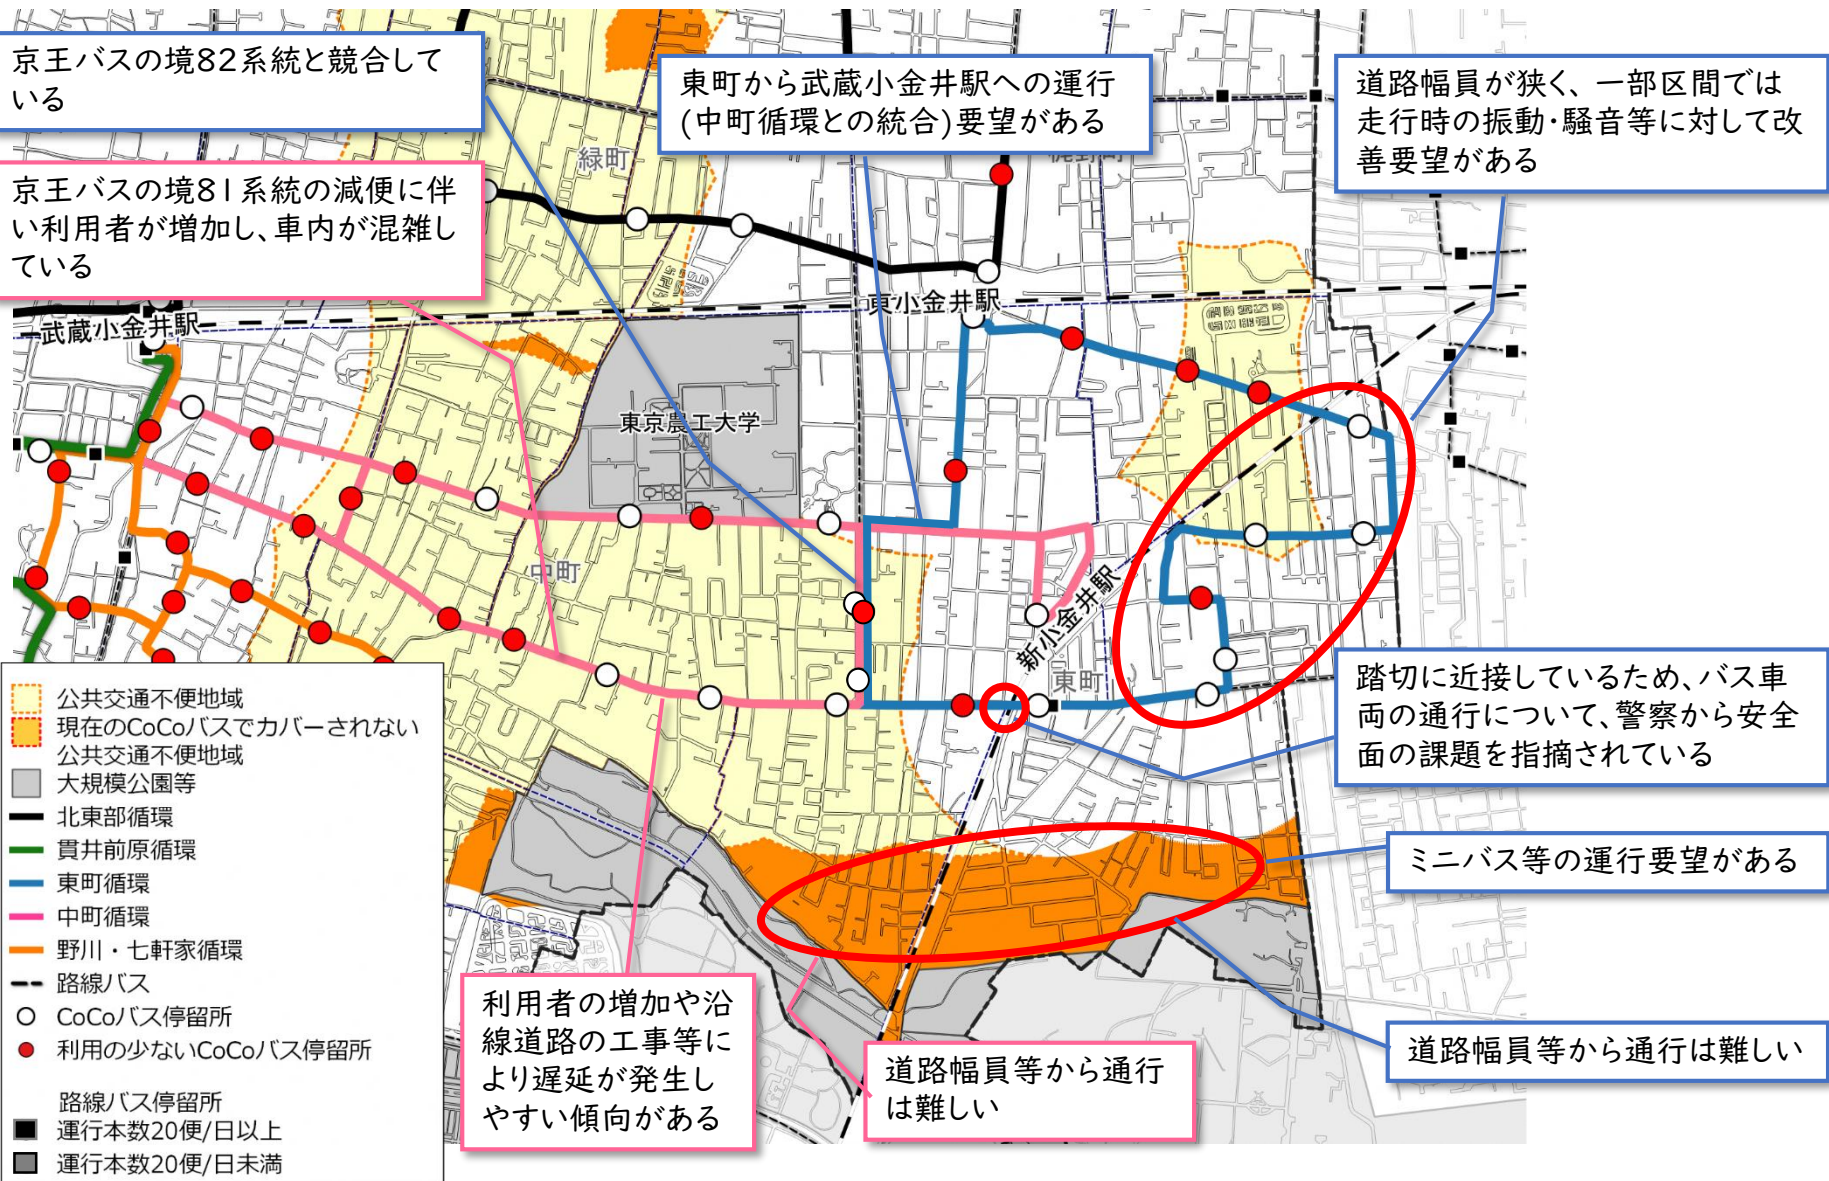 京王バスの境82系統と競合して
いる
東町から武蔵小金井駅への運行
(中町循環との統合)要望がある
道路幅員が狭く、一部区間では
走行時の振動・騒音等に対して改
善要望がある
京王バスの境81系統の減便に伴
い利用者が増加し、車内が混雑し
ている
緑町
梶野町
武蔵小金井駅
東小金井駅
東京農工大学
中町
新小金井駅
東町
踏切に近接しているため、バス車
両の通行について、警察から安全
面の課題を指摘されている
ミニバス等の運行要望がある
道路幅員等から通行は難しい
道路幅員等から通行
は難しい
利用者の増加や沿
線道路の工事等に
より遅延が発生し
やすい傾向がある
公共交通不便地域
現在のCoCoバスでカバーされない
公共交通不便地域
大規模公園等
北東部循環
貫井前原循環
東町循環
中町循環
野川・七軒家循環
路線バス
CoCoバス停留所
利用の少ないCoCoバス停留所
路線バス停留所
運行本数20便/日以上
運行本数20便/日未満